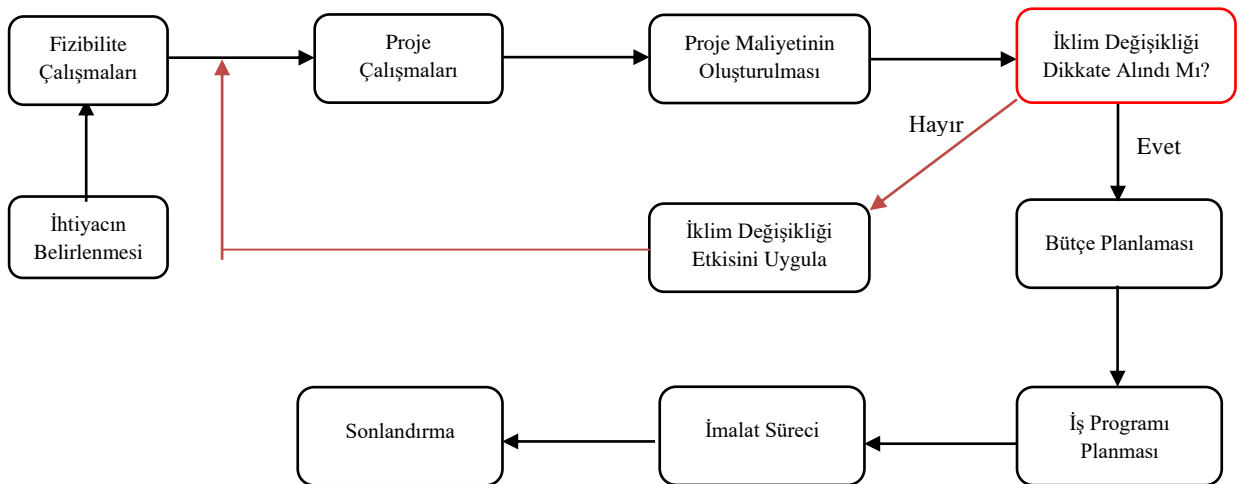 Fizibilite
Çalışmaları
Proje
Çalışmaları
Proje Maliyetinin
Oluşturulması
İklim Değişikliği
Dikkate Alındı Mı?
Hayır
Evet
İhtiyacın
Belirlenmesi
İklim Değişikliği
Etkisini Uygula
Bütçe Planlaması
Sonlandırma
İmalat Süreci
İş Programı
Planması